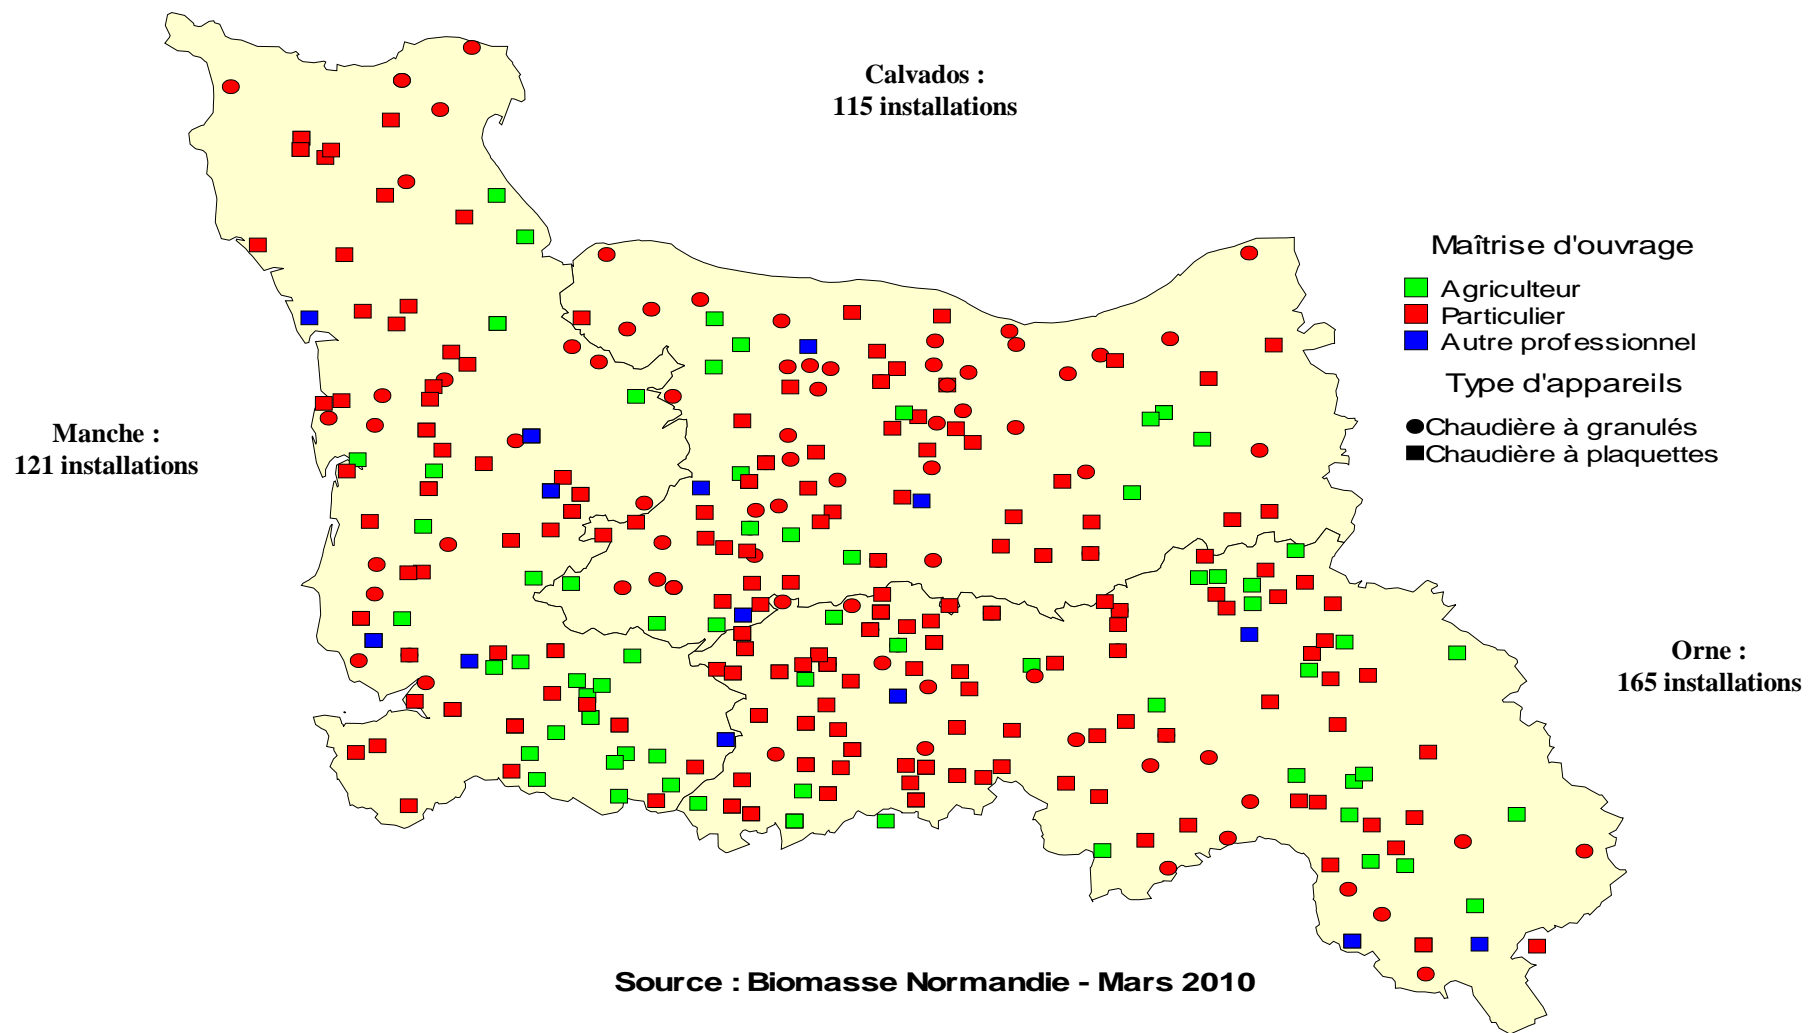 Calvados :
115 installations
Maîtrise d'ouvrage
Agriculteur
Particulier
Autre professionnel
Type d'appareils
Chaudière à granulés
Chaudière à plaquettes
Manche :
121 installations
Orne :
165 installations
Source : Biomasse Normandie - Mars 2010